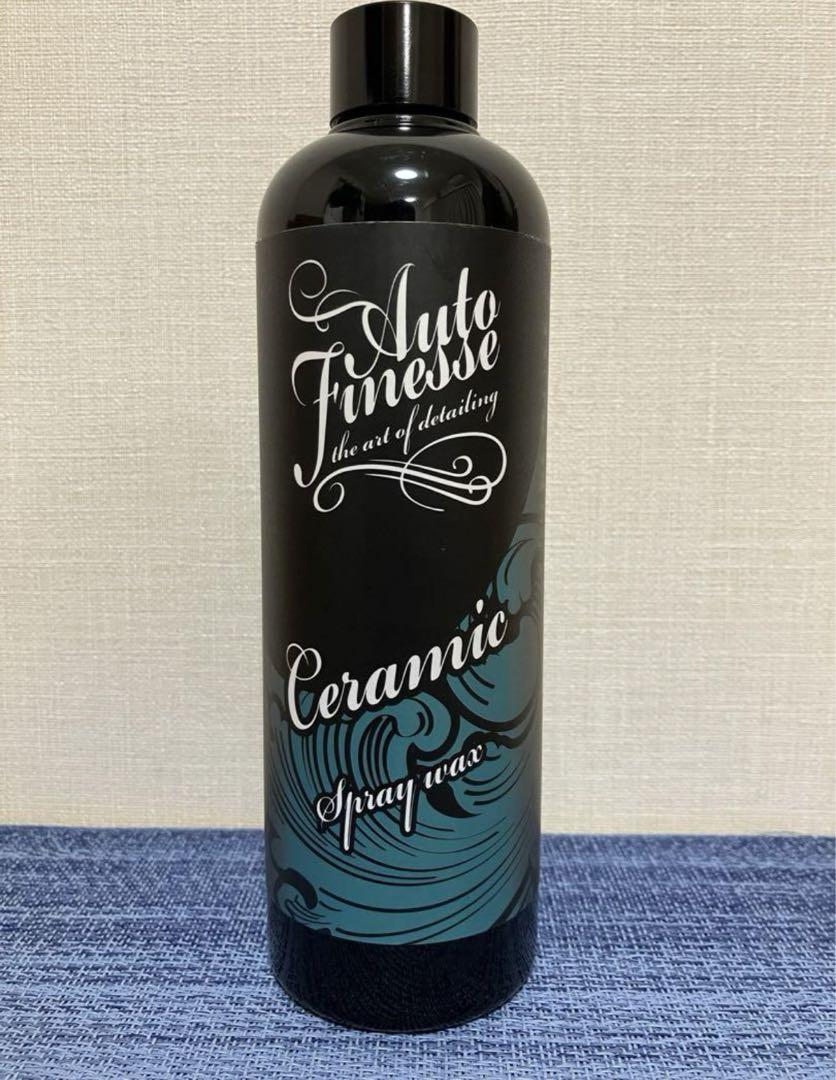 Auto
Finesse
the art of detailing
Ceramic
Spray wax